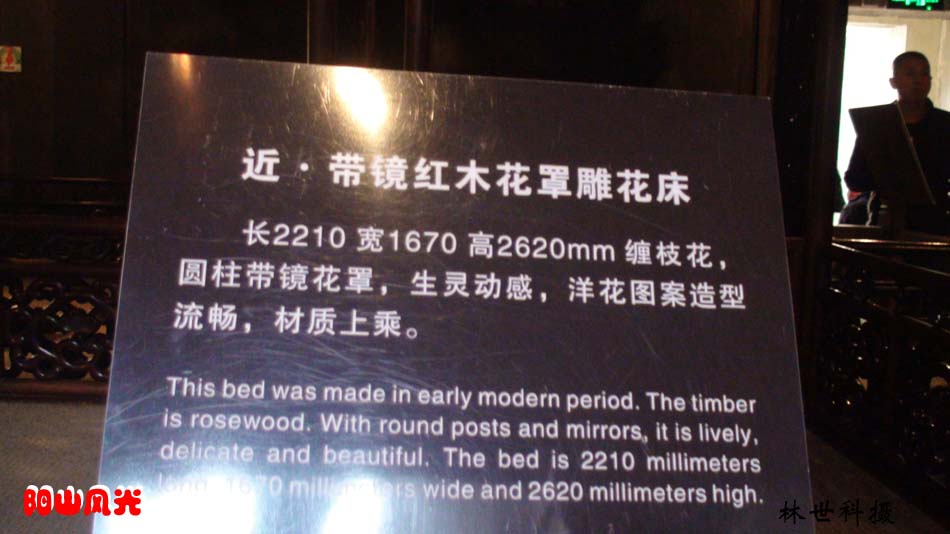 近·带镜红木花罩雕花床
长2210 宽1670 高2620mm 缠枝花，
圆柱带镜花罩，生灵动感，洋花图案造型
流畅，材质上乘。
This bed was made in early modern period. The timber
is rosewood. With round posts and mirrors, it is lively,
delicate and beautiful. The bed is 2210 millimeters
long, 1670 millimeters wide and 2620 millimeters high.
阳山风光
林世科摄